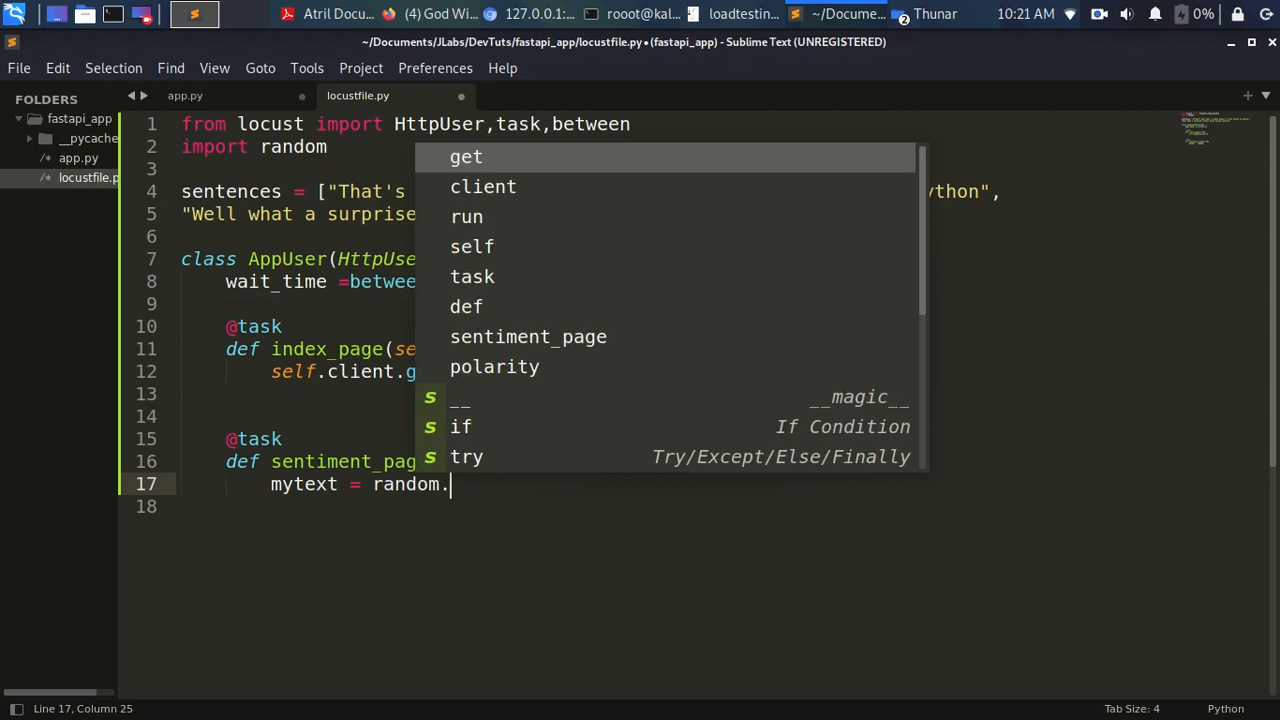 Atril Docu...
(4) God Wi...
127.0.0.1:...
rooot@kal...
loadtestin...
~/Docume...
2
Thunar
10:21 AM
0%
~/Documents/JLabs/DevTuts/fastapi_app/locustfile.py • (fastapi_app) - Sublime Text (UNREGISTERED)
File Edit Selection Find View Goto Tools Project Preferences Help
FOLDERS
fastapi_app
__pycache
app.py
locustfile.p
app.py
locustfile.py
1 from locust import HttpUser,task,between
2 import random
3
4 sentences = ["That's ython",
5 "Well what a surprise
6
7 class AppUser(HttpUse
8 wait_time =betwee
9
10 @task
11 def index_page(se
12 self.client.g
13
14
15 @task
16 def sentiment_pag
17 mytext = random.
18
get
client
run
self
task
def
sentiment_page
polarity
s __ __magic__
s if If Condition
s try Try/Except/Else/Finally
Line 17, Column 25
Tab Size: 4
Python